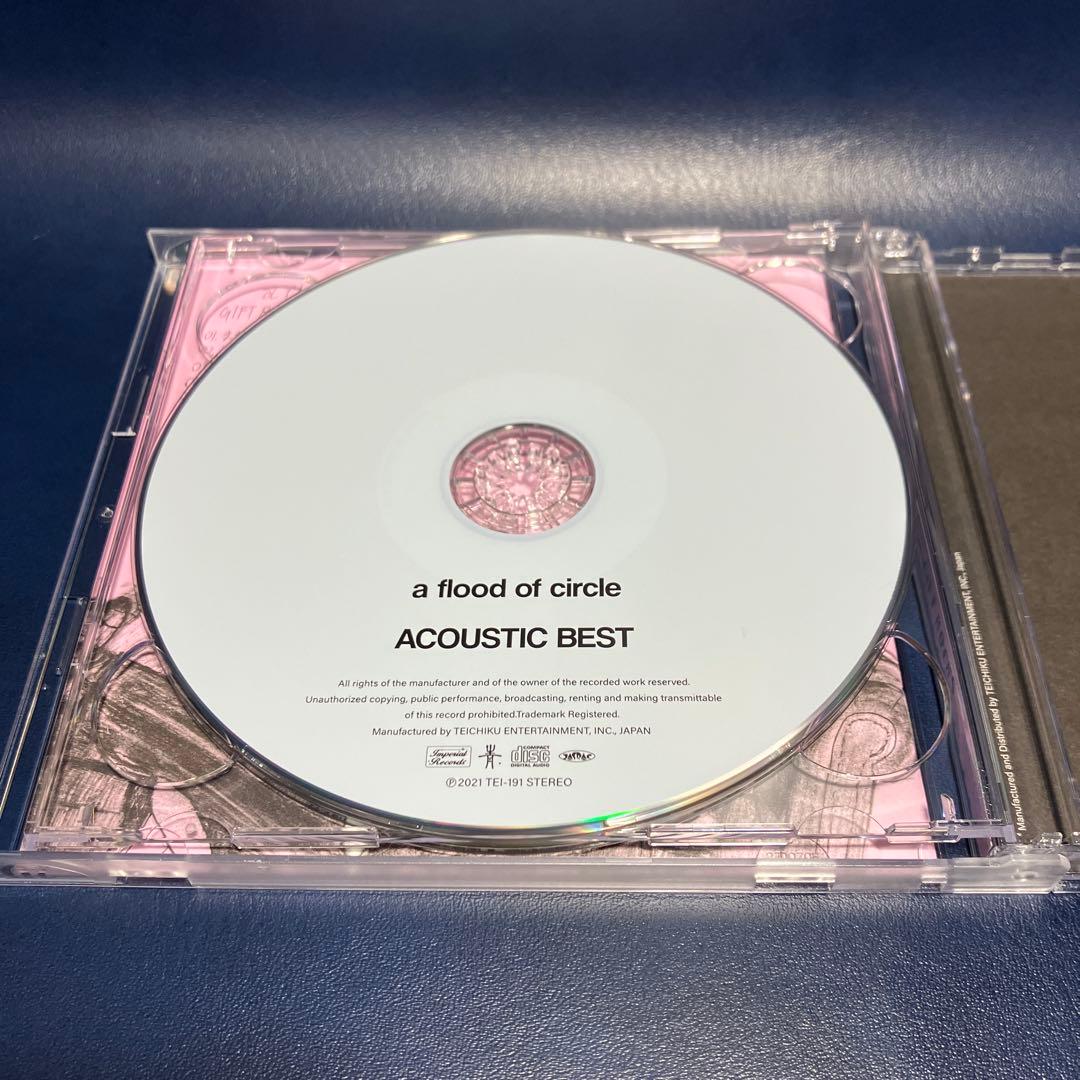 a flood of circle
ACOUSTIC BEST
All rights of the manufacturer and of the owner of the recorded work reserved.
Unauthorized copying, public performance, broadcasting, renting and making transmittable
of this record prohibited.Trademark Registered.
Manufactured by TEICHIKU ENTERTAINMENT, INC., JAPAN
Imperial Records
COMPACT disc DIGITAL AUDIO
JASRAC
Ⓟ2021 TEI-191 STEREO
Manufactured and Distributed by TEICHIKU ENTERTAINMENT, INC., Japan